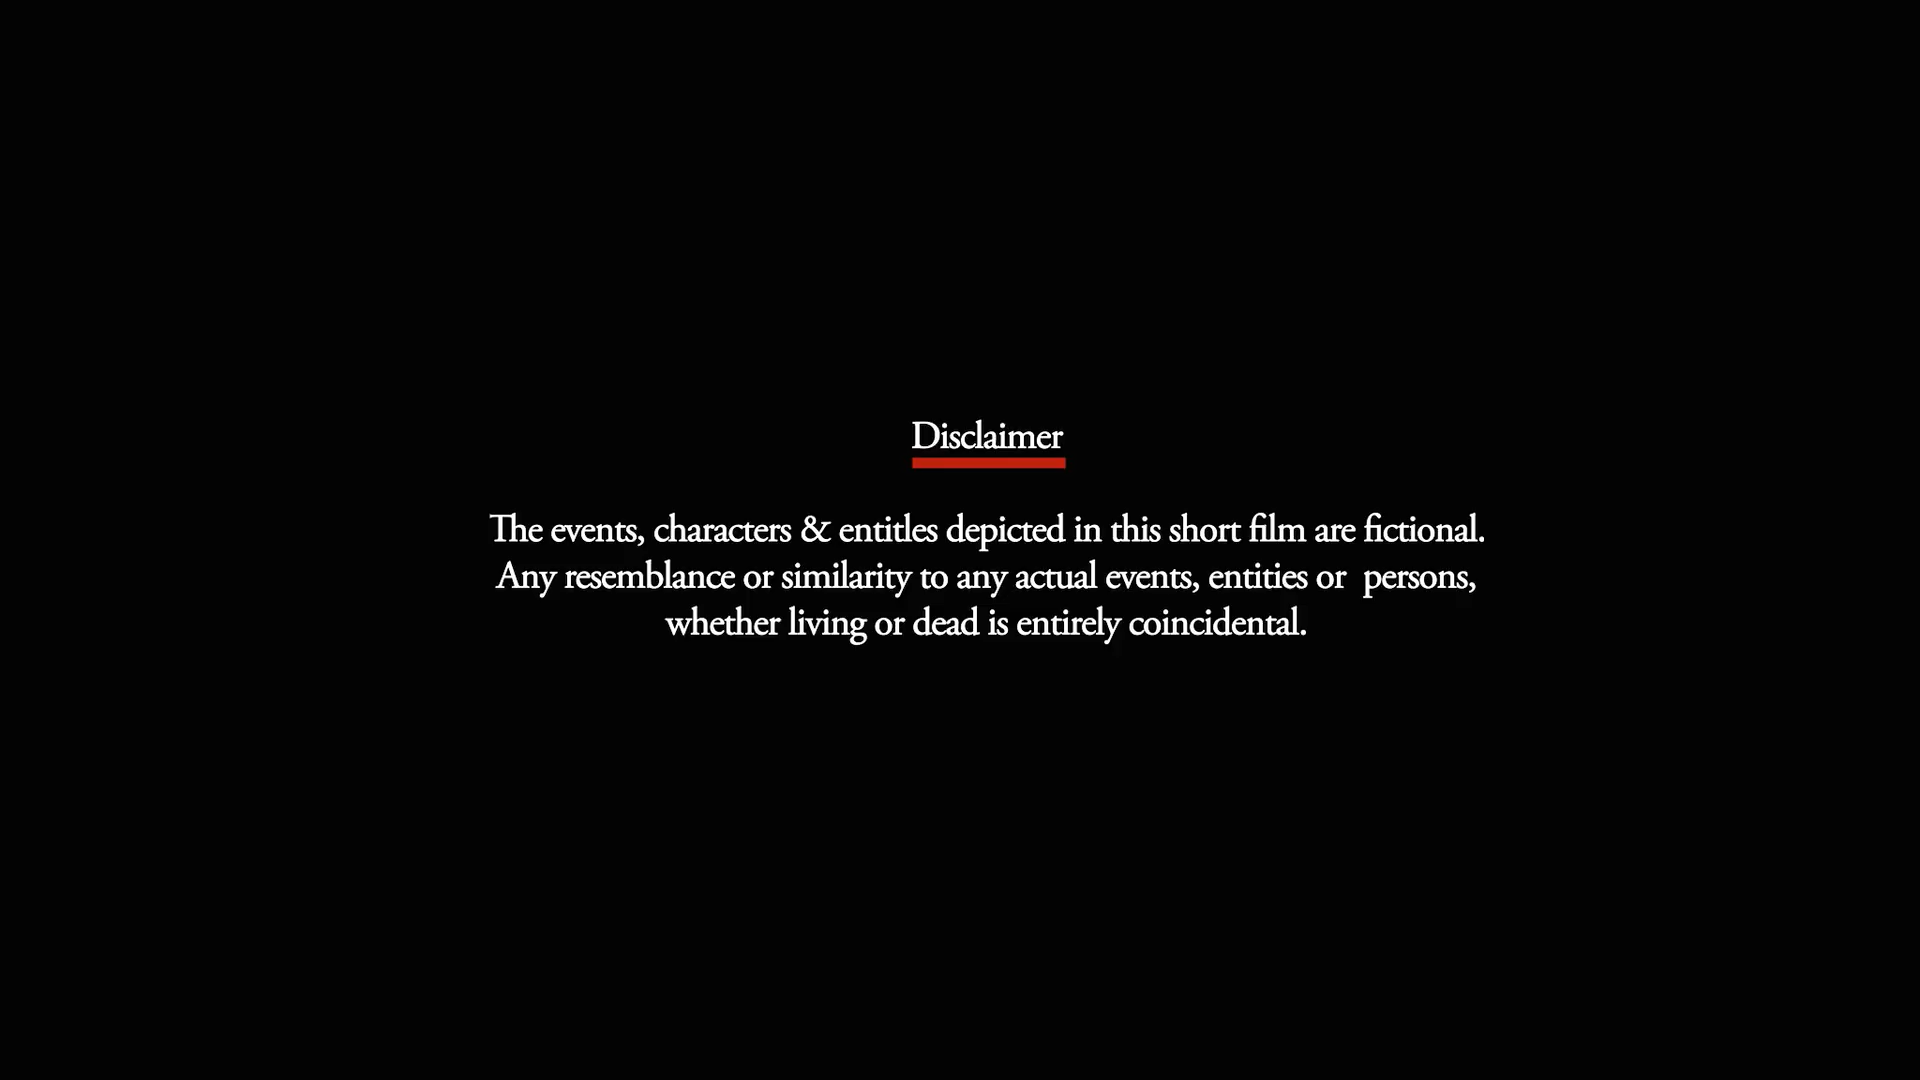 Disclaimer
The events, characters & entitles depicted in this short film are fictional.
Any resemblance or similarity to any actual events, entities or  persons,
whether living or dead is entirely coincidental.